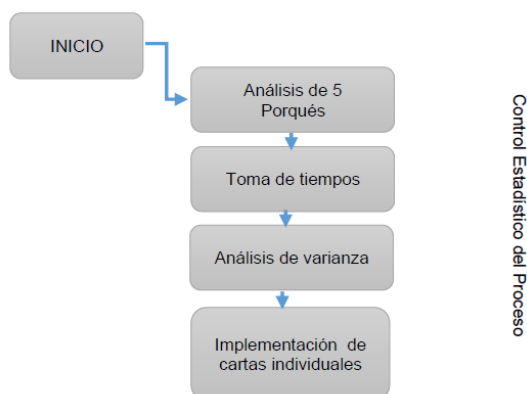 INICIO
Análisis de 5
Porqués
Toma de tiempos
Análisis de varianza
Implementación de
cartas individuales
Control Estadístico del Proceso